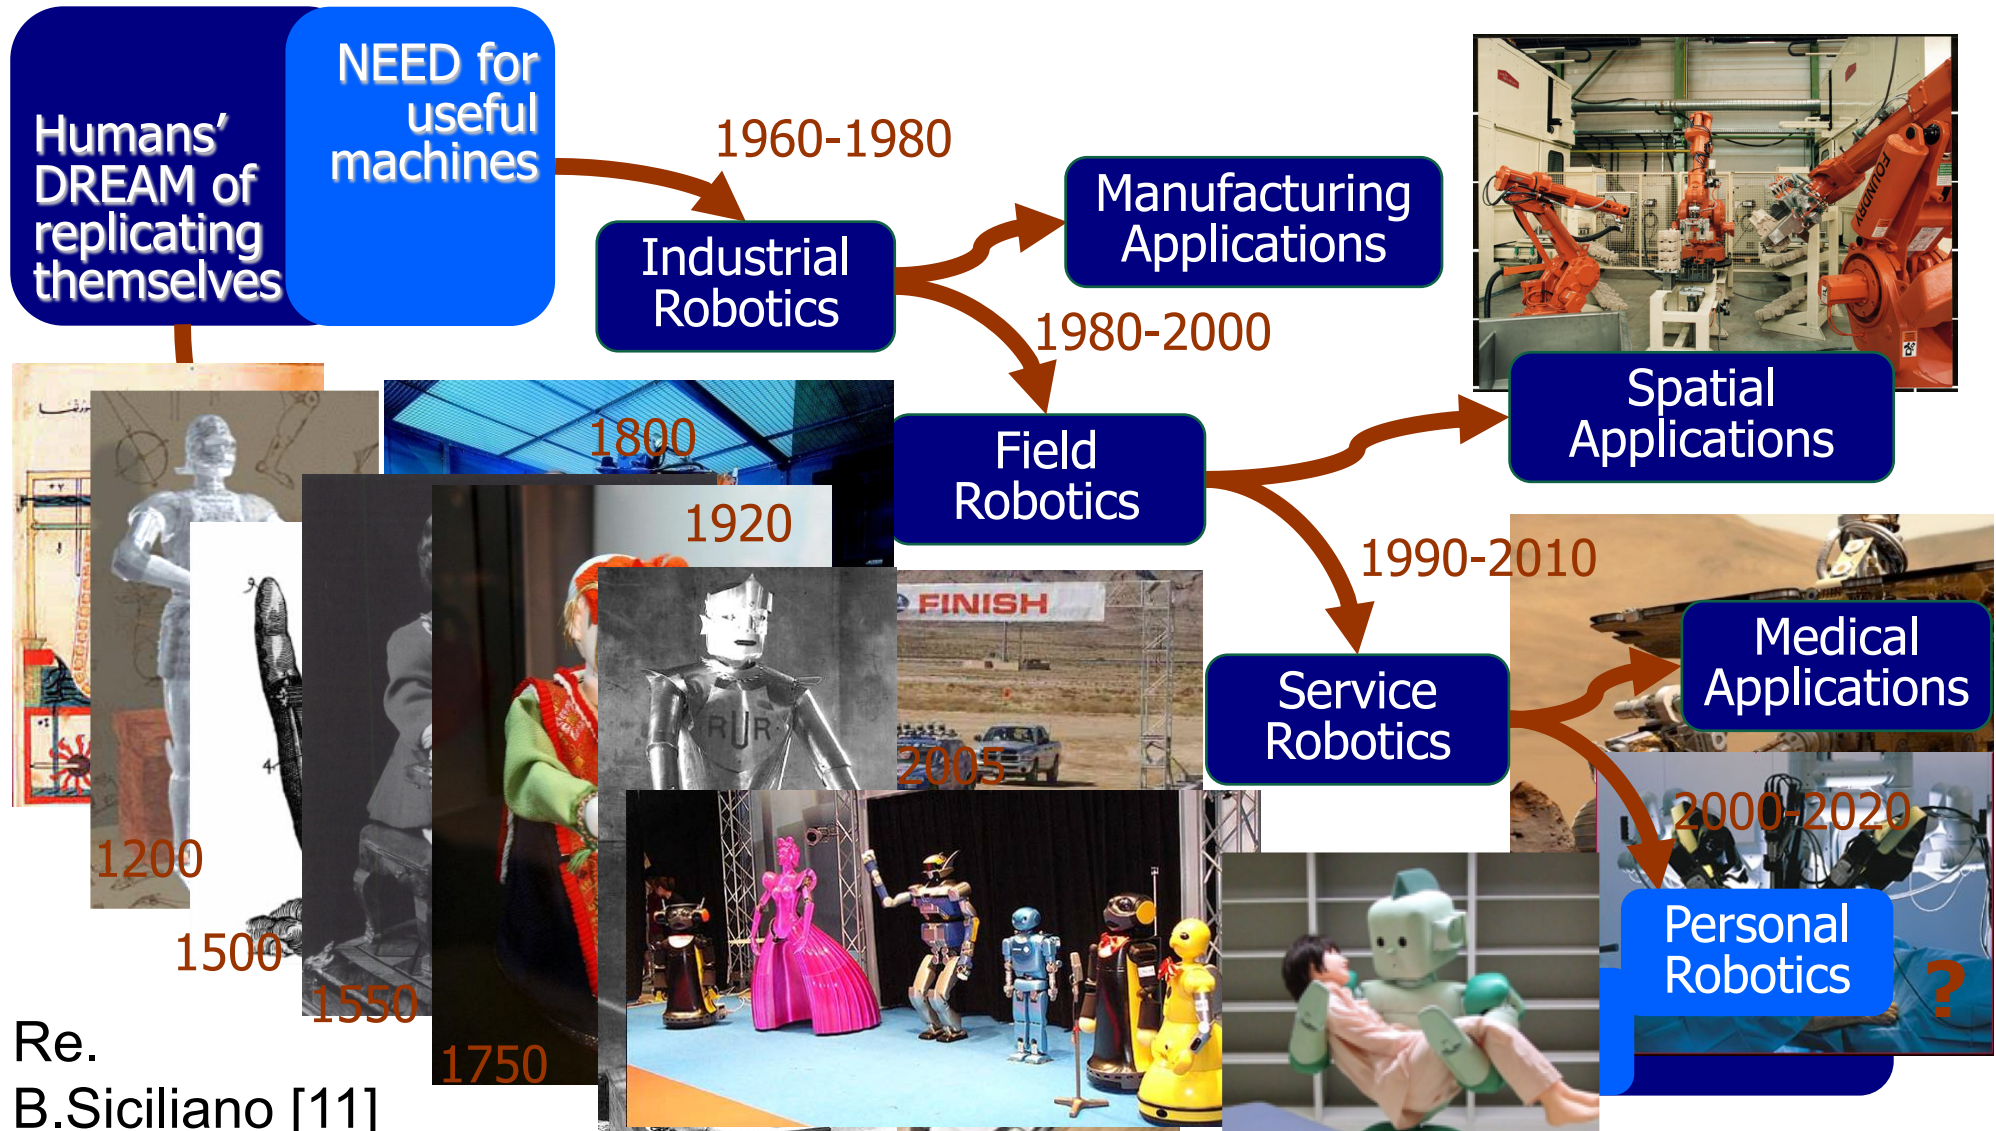 Humans’
DREAM of
replicating
themselves
NEED for
useful
machines
1960-1980
Industrial
Robotics
Manufacturing
Applications
FOUNDRY
1980-2000
Field
Robotics
Spatial
Applications
1990-2010
Service
Robotics
Medical
Applications
2000-2020
Personal
Robotics
?
1800
1920
FINISH
RUR
2005
4
1200
1500
1550
1750
Re.
B.Siciliano [11]